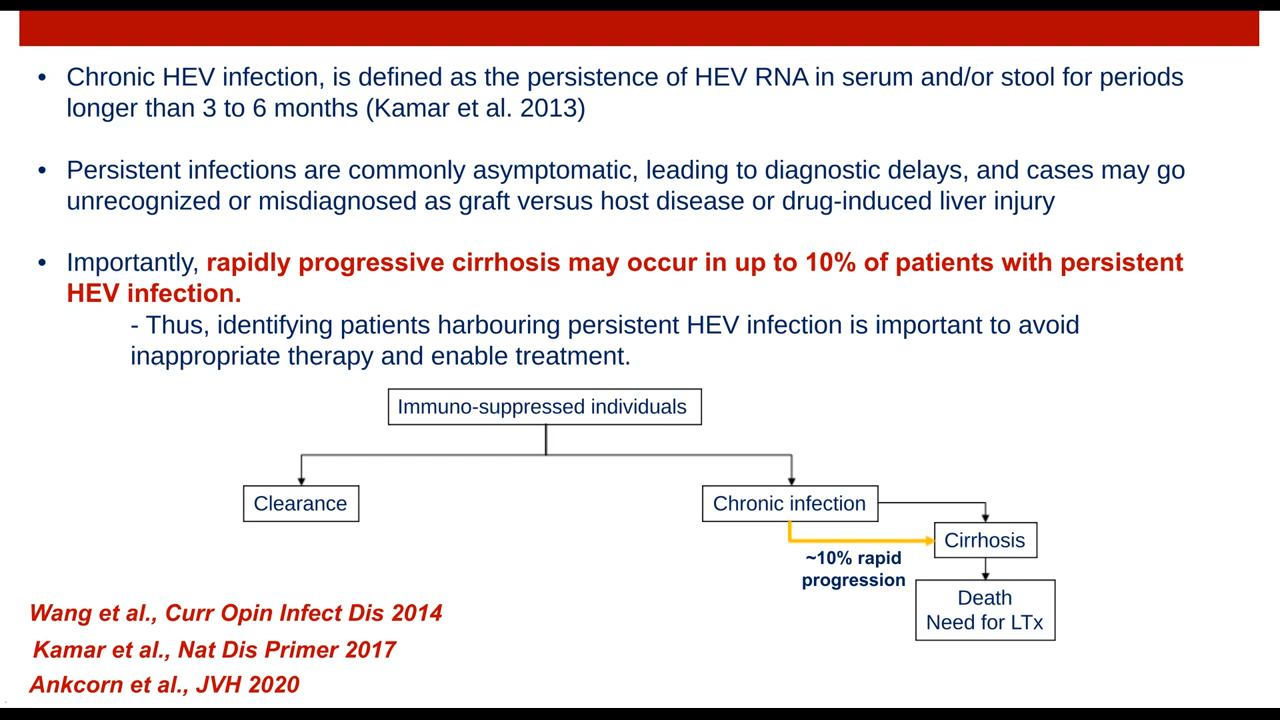 • Chronic HEV infection, is defined as the persistence of HEV RNA in serum and/or stool for periods
longer than 3 to 6 months (Kamar et al. 2013)
• Persistent infections are commonly asymptomatic, leading to diagnostic delays, and cases may go
unrecognized or misdiagnosed as graft versus host disease or drug-induced liver injury
• Importantly, rapidly progressive cirrhosis may occur in up to 10% of patients with persistent
HEV infection.
- Thus, identifying patients harbouring persistent HEV infection is important to avoid
inappropriate therapy and enable treatment.
Immuno-suppressed individuals
Clearance
Chronic infection
Cirrhosis
~10% rapid
progression
Death
Need for LTx
Wang et al., Curr Opin Infect Dis 2014
Kamar et al., Nat Dis Primer 2017
Ankcorn et al., JVH 2020